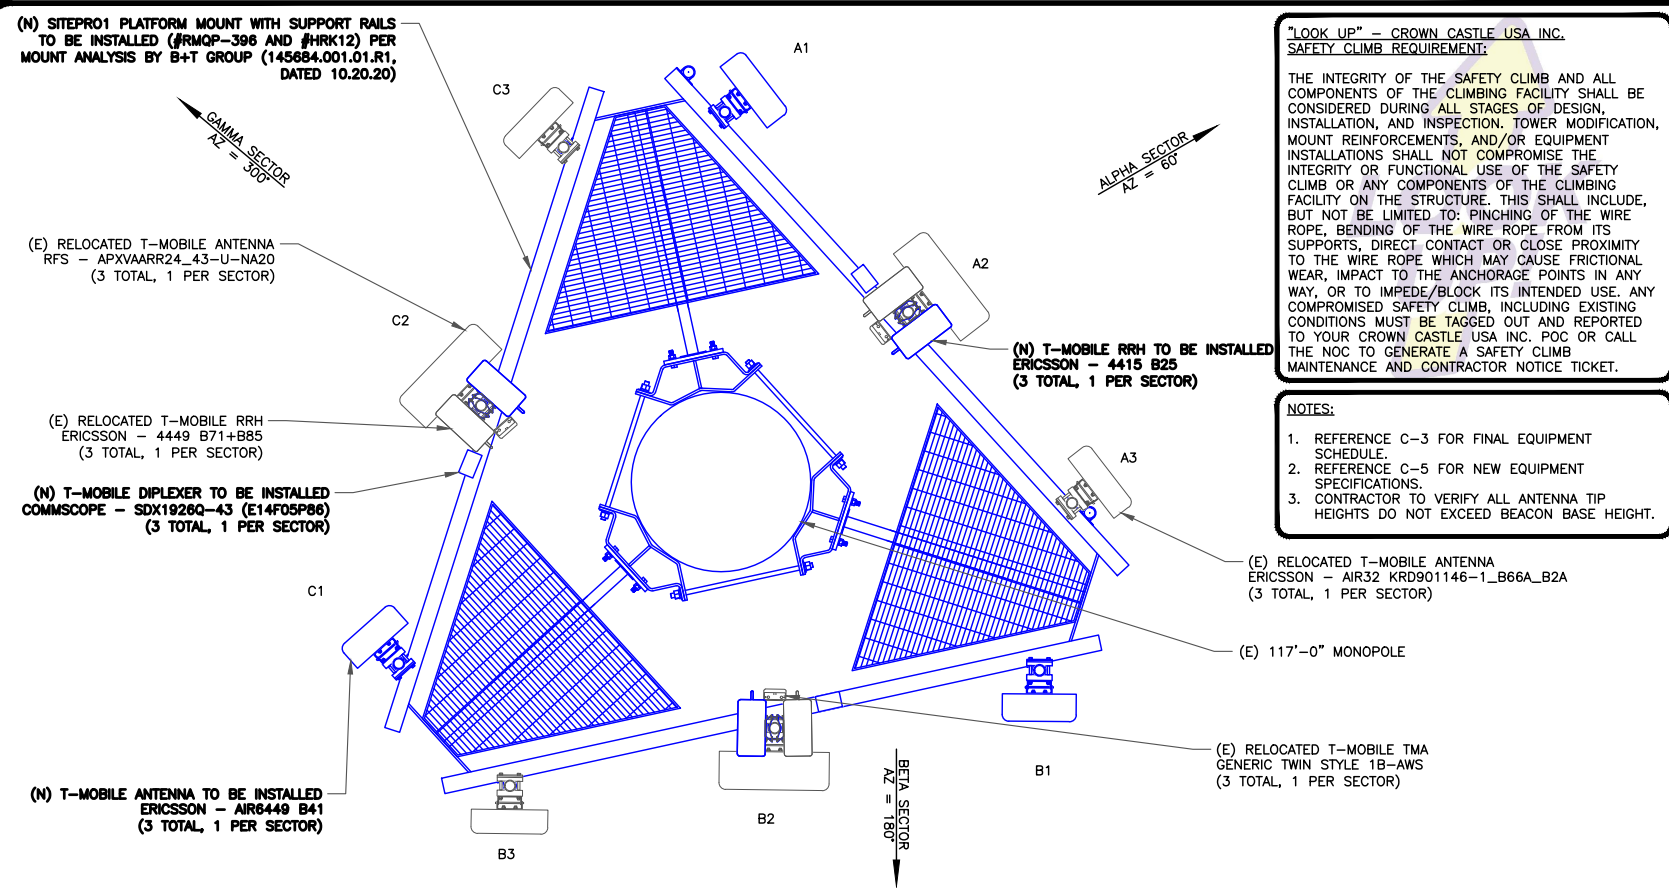 (N) SITEPRO1 PLATFORM MOUNT WITH SUPPORT RAILS
TO BE INSTALLED (#RMQP-396 AND #HRK12) PER
MOUNT ANALYSIS BY B+T GROUP (145684.001.01.R1,
DATED 10.20.20)
GAMMA SECTOR
AZ = 300°
C3
A1
ALPHA SECTOR
AZ = 60°
(E) RELOCATED T-MOBILE ANTENNA
RFS - APXVAARR24_43-U-NA20
(3 TOTAL, 1 PER SECTOR)
C2
A2
(N) T-MOBILE RRH TO BE INSTALLED
ERICSSON - 4415 B25
(3 TOTAL, 1 PER SECTOR)
(E) RELOCATED T-MOBILE RRH
ERICSSON - 4449 B71+B85
(3 TOTAL, 1 PER SECTOR)
(N) T-MOBILE DIPLEXER TO BE INSTALLED
COMMSCOPE - SDX1926Q-43 (E14F05P86)
(3 TOTAL, 1 PER SECTOR)
A3
(E) RELOCATED T-MOBILE ANTENNA
ERICSSON - AIR32 KRD901146-1_B66A_B2A
(3 TOTAL, 1 PER SECTOR)
C1
(E) 117'-0" MONOPOLE
(E) RELOCATED T-MOBILE TMA
GENERIC TWIN STYLE 1B-AWS
(3 TOTAL, 1 PER SECTOR)
B1
(N) T-MOBILE ANTENNA TO BE INSTALLED
ERICSSON - AIR6449 B41
(3 TOTAL, 1 PER SECTOR)
B2
B3
BETA SECTOR
AZ = 180°
"LOOK UP" - CROWN CASTLE USA INC.
SAFETY CLIMB REQUIREMENT:
THE INTEGRITY OF THE SAFETY CLIMB AND ALL
COMPONENTS OF THE CLIMBING FACILITY SHALL BE
CONSIDERED DURING ALL STAGES OF DESIGN,
INSTALLATION, AND INSPECTION. TOWER MODIFICATION,
MOUNT REINFORCEMENTS, AND/OR EQUIPMENT
INSTALLATIONS SHALL NOT COMPROMISE THE
INTEGRITY OR FUNCTIONAL USE OF THE SAFETY
CLIMB OR ANY COMPONENTS OF THE CLIMBING
FACILITY ON THE STRUCTURE. THIS SHALL INCLUDE,
BUT NOT BE LIMITED TO: PINCHING OF THE WIRE
ROPE, BENDING OF THE WIRE ROPE FROM ITS
SUPPORTS, DIRECT CONTACT OR CLOSE PROXIMITY
TO THE WIRE ROPE WHICH MAY CAUSE FRICTIONAL
WEAR, IMPACT TO THE ANCHORAGE POINTS IN ANY
WAY, OR TO IMPEDE/BLOCK ITS INTENDED USE. ANY
COMPROMISED SAFETY CLIMB, INCLUDING EXISTING
CONDITIONS MUST BE TAGGED OUT AND REPORTED
TO YOUR CROWN CASTLE USA INC. POC OR CALL
THE NOC TO GENERATE A SAFETY CLIMB
MAINTENANCE AND CONTRACTOR NOTICE TICKET.
NOTES:
1. REFERENCE C-3 FOR FINAL EQUIPMENT
SCHEDULE.
2. REFERENCE C-5 FOR NEW EQUIPMENT
SPECIFICATIONS.
3. CONTRACTOR TO VERIFY ALL ANTENNA TIP
HEIGHTS DO NOT EXCEED BEACON BASE HEIGHT.